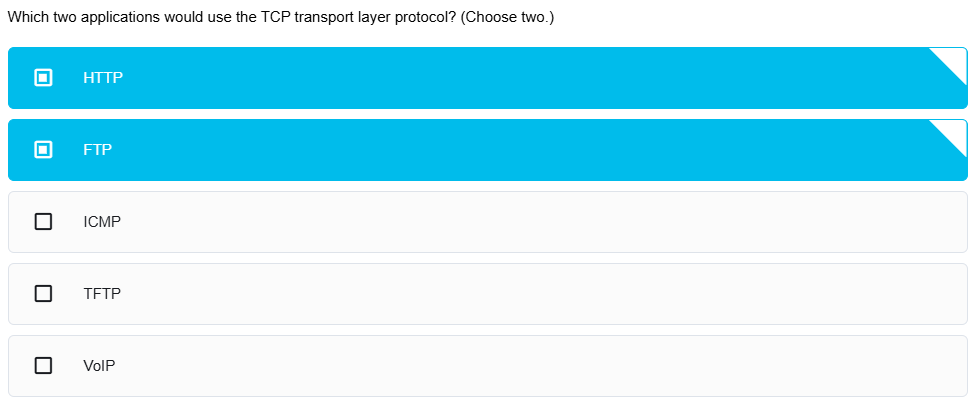 Which two applications would use the TCP transport layer protocol? (Choose two.)
HTTP
FTP
ICMP
TFTP
VoIP